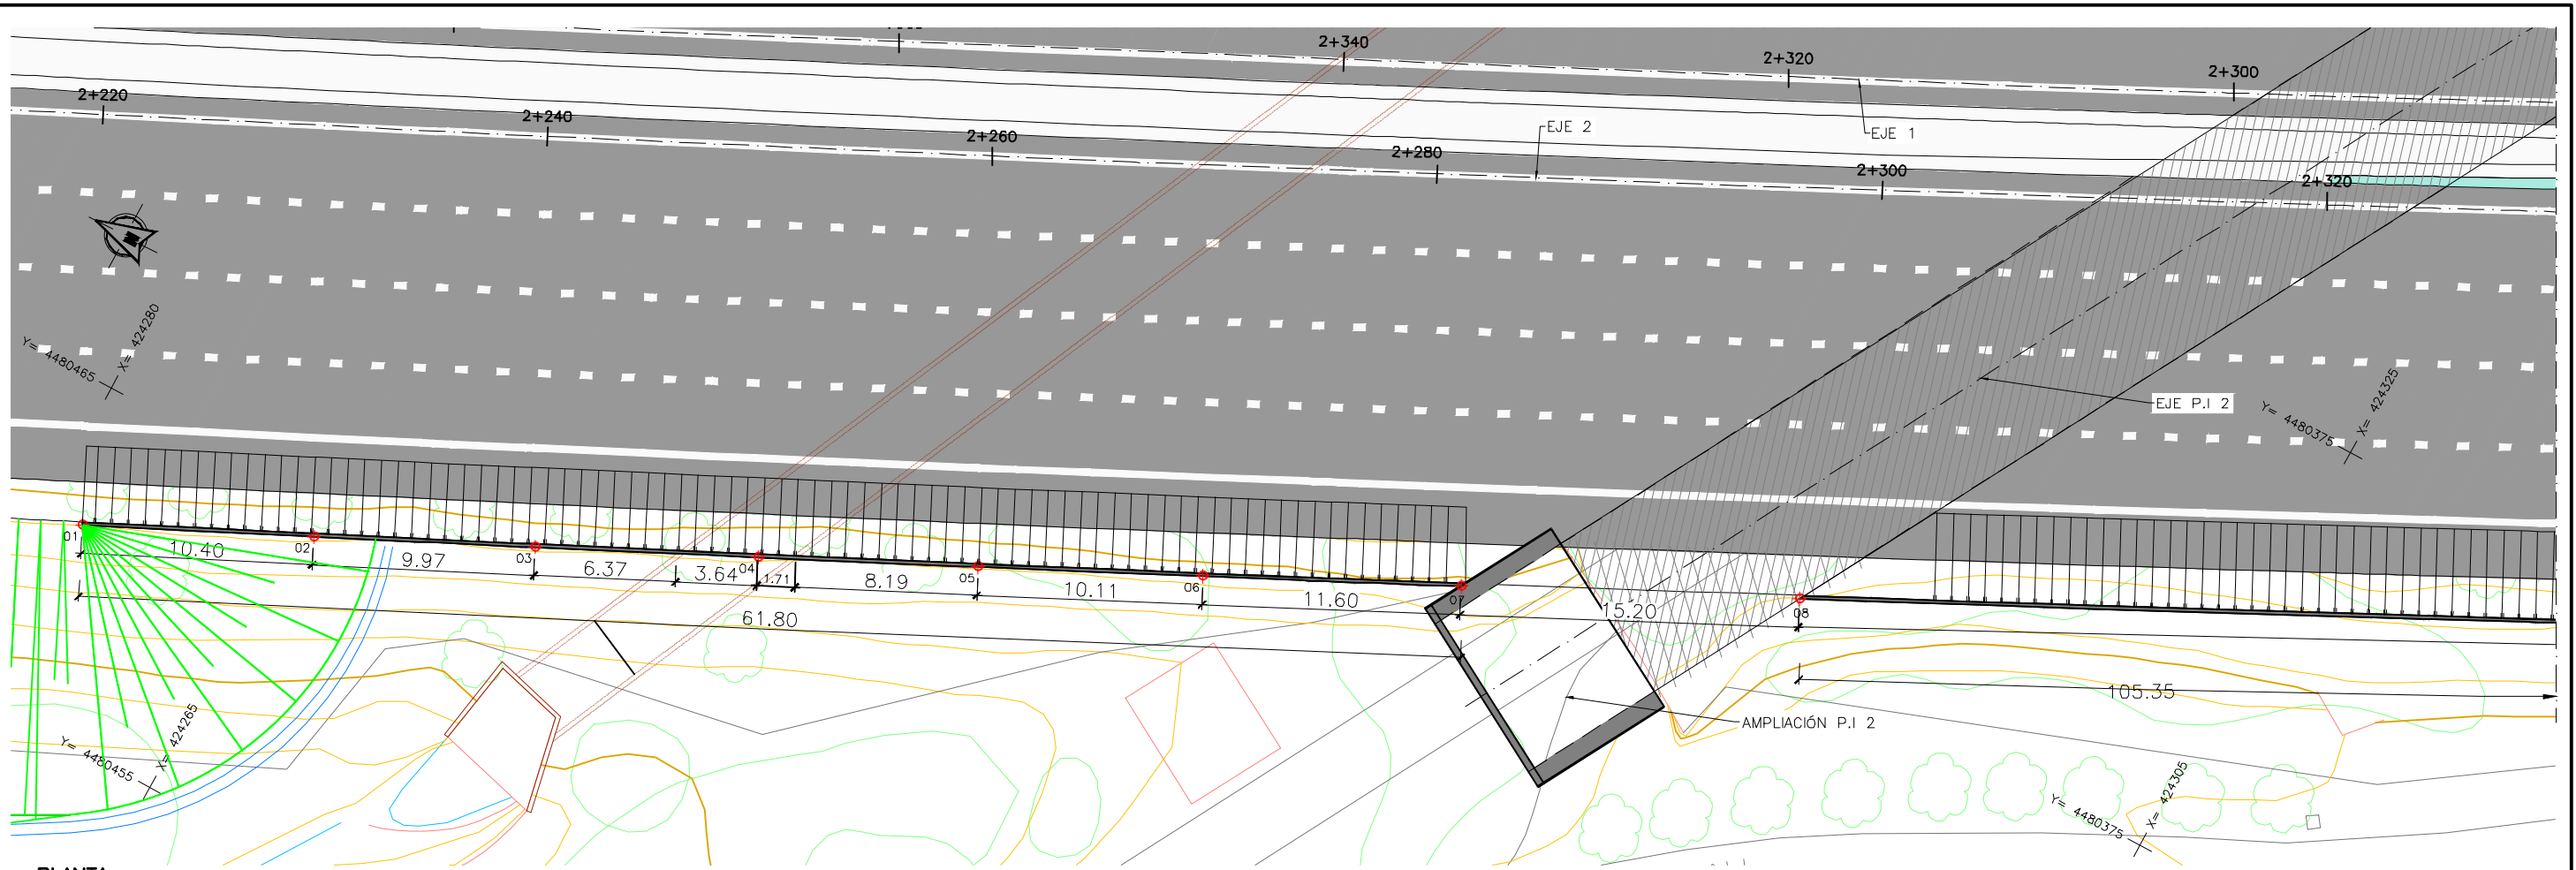 2+340
2+320
2+300
2+220
2+240
2+260
2+280
2+300
2+320
EJE 2
EJE 1
N
Y= 4480465
X= 424280
EJE P.I 2
Y= 4480375
X= 424325
01
02
03
04
05
06
07
08
10.40
9.97
6.37
3.64
1.71
8.19
10.11
11.60
15.20
61.80
105.35
AMPLIACIÓN P.I 2
Y= 4480455
X= 424265
Y= 4480375
X= 424305
PLANTA